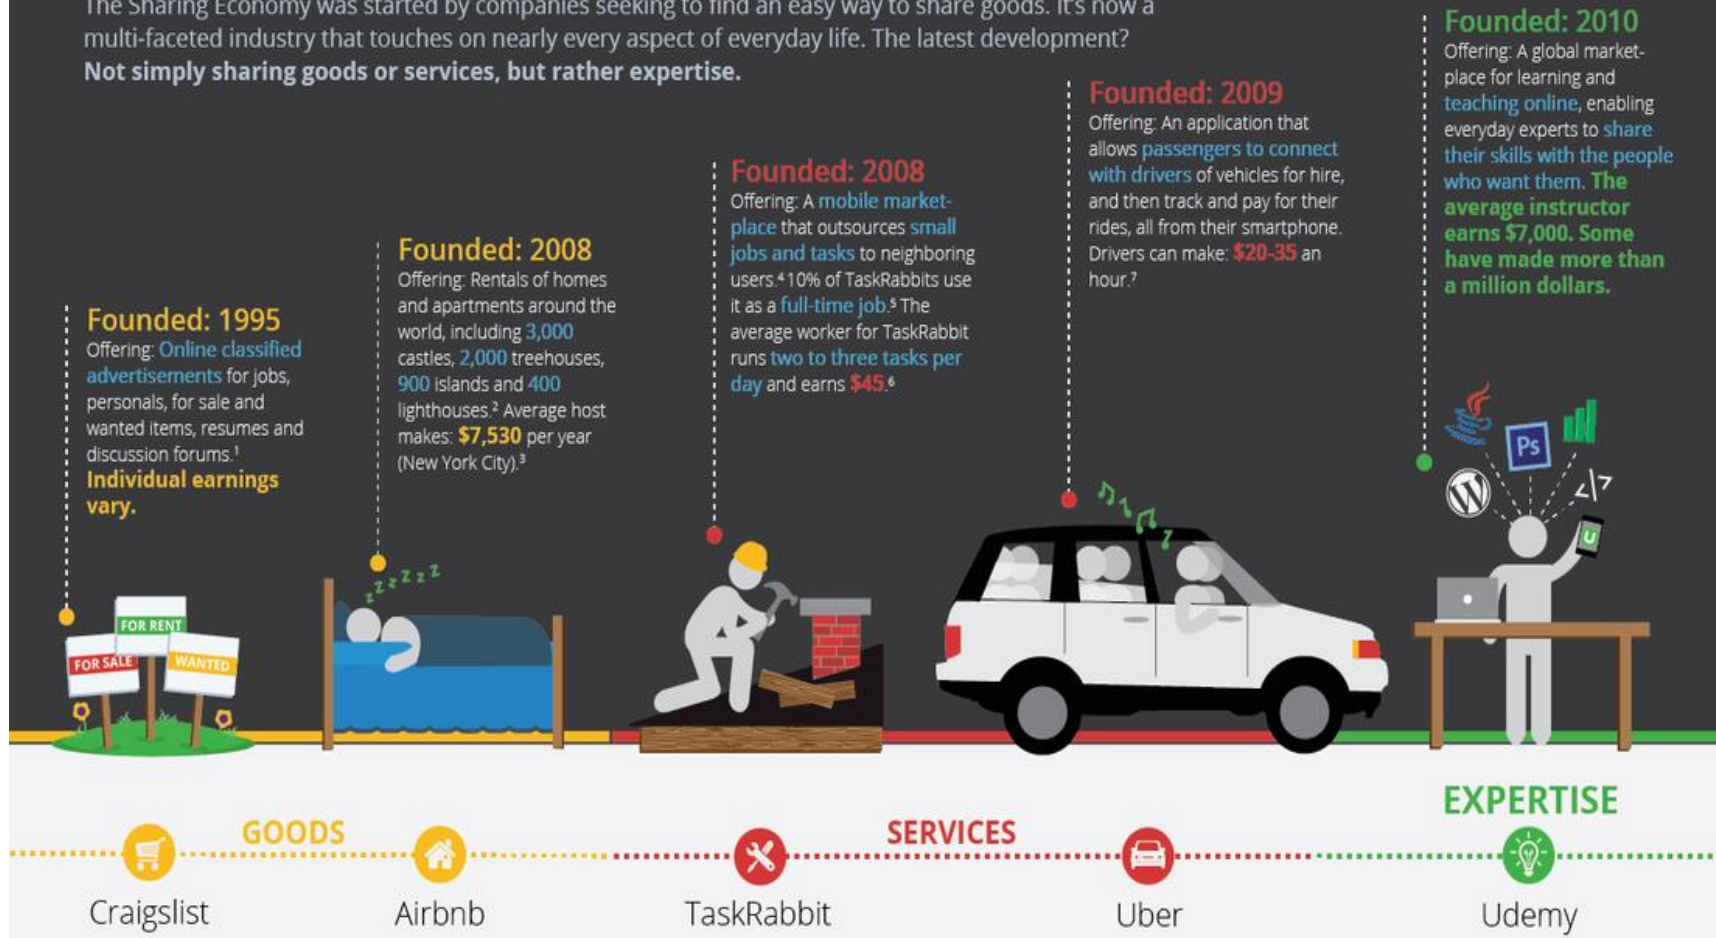 The Sharing Economy was started by companies seeking to find an easy way to share goods. It's now a
multi-faceted industry that touches on nearly every aspect of everyday life. The latest development?
Not simply sharing goods or services, but rather expertise.
Founded: 1995
Offering: Online classified
advertisements for jobs,
personals, for sale and
wanted items, resumes and
discussion forums.¹
Individual earnings
vary.
Founded: 2008
Offering: Rentals of homes
and apartments around the
world, including 3,000
castles, 2,000 treehouses,
900 islands and 400
lighthouses.² Average host
makes: $7,530 per year
(New York City).³
Founded: 2008
Offering: A mobile market-
place that outsources small
jobs and tasks to neighboring
users.⁴ 10% of TaskRabbits use
it as a full-time job.⁵ The
average worker for TaskRabbit
runs two to three tasks per
day and earns $45.⁶
Founded: 2009
Offering: An application that
allows passengers to connect
with drivers of vehicles for hire,
and then track and pay for their
rides, all from their smartphone.
Drivers can make: $20-35 an
hour.⁷
Founded: 2010
Offering: A global market-
place for learning and
teaching online, enabling
everyday experts to share
their skills with the people
who want them. The
average instructor
earns $7,000. Some
have made more than
a million dollars.
FOR RENT
FOR SALE
WANTED
z z z z z z
Ps
W
</>
U
GOODS
SERVICES
EXPERTISE
Craigslist
Airbnb
TaskRabbit
Uber
Udemy